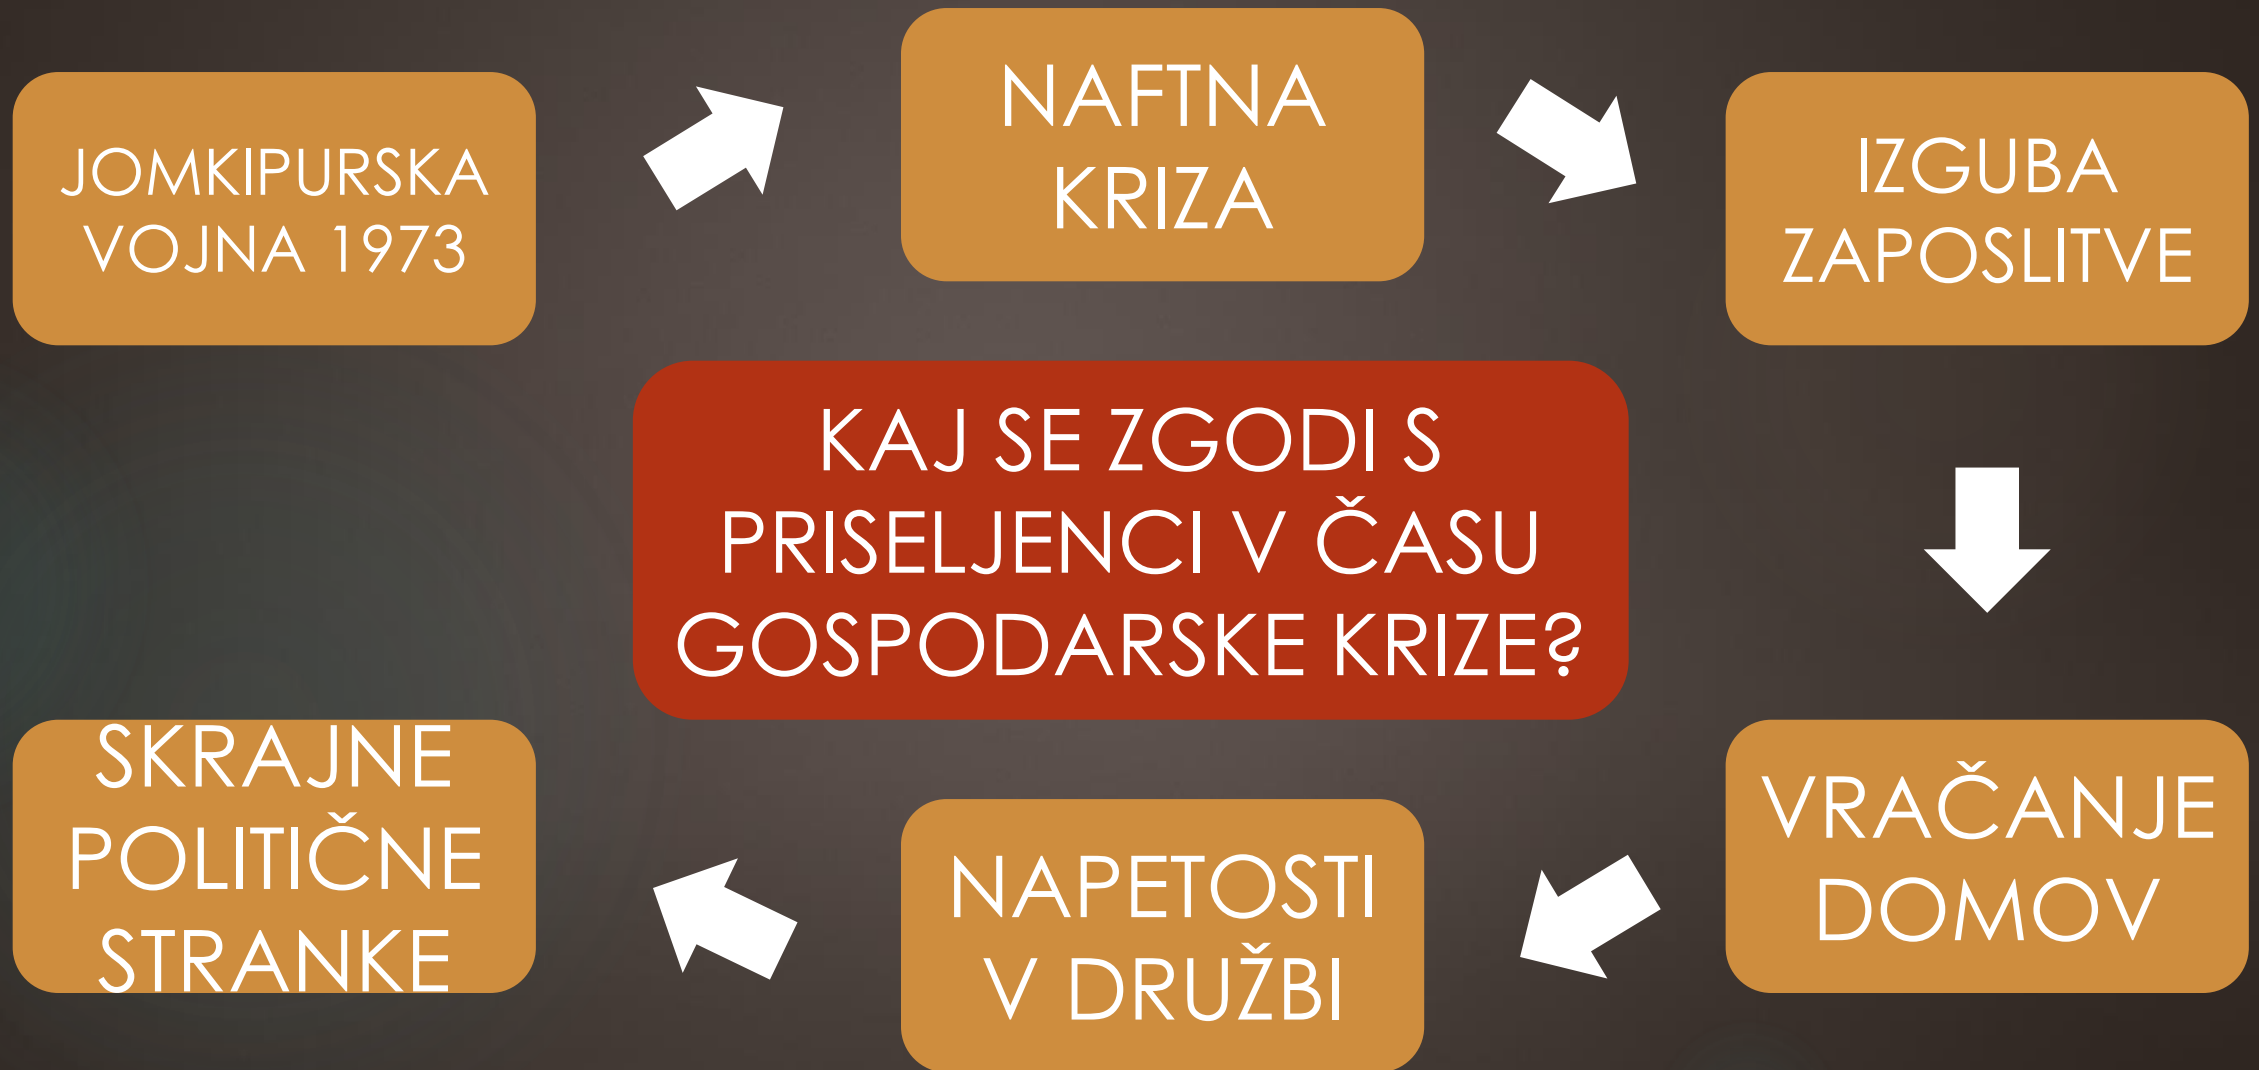 JOMKIPURSKA
VOJNA 1973
NAFTNA
KRIZA
IZGUBA
ZAPOSLITVE
KAJ SE ZGODI S
PRISELJENCI V ČASU
GOSPODARSKE KRIZE?
VRAČANJE
DOMOV
NAPETOSTI
V DRUŽBI
SKRAJNE
POLITIČNE
STRANKE